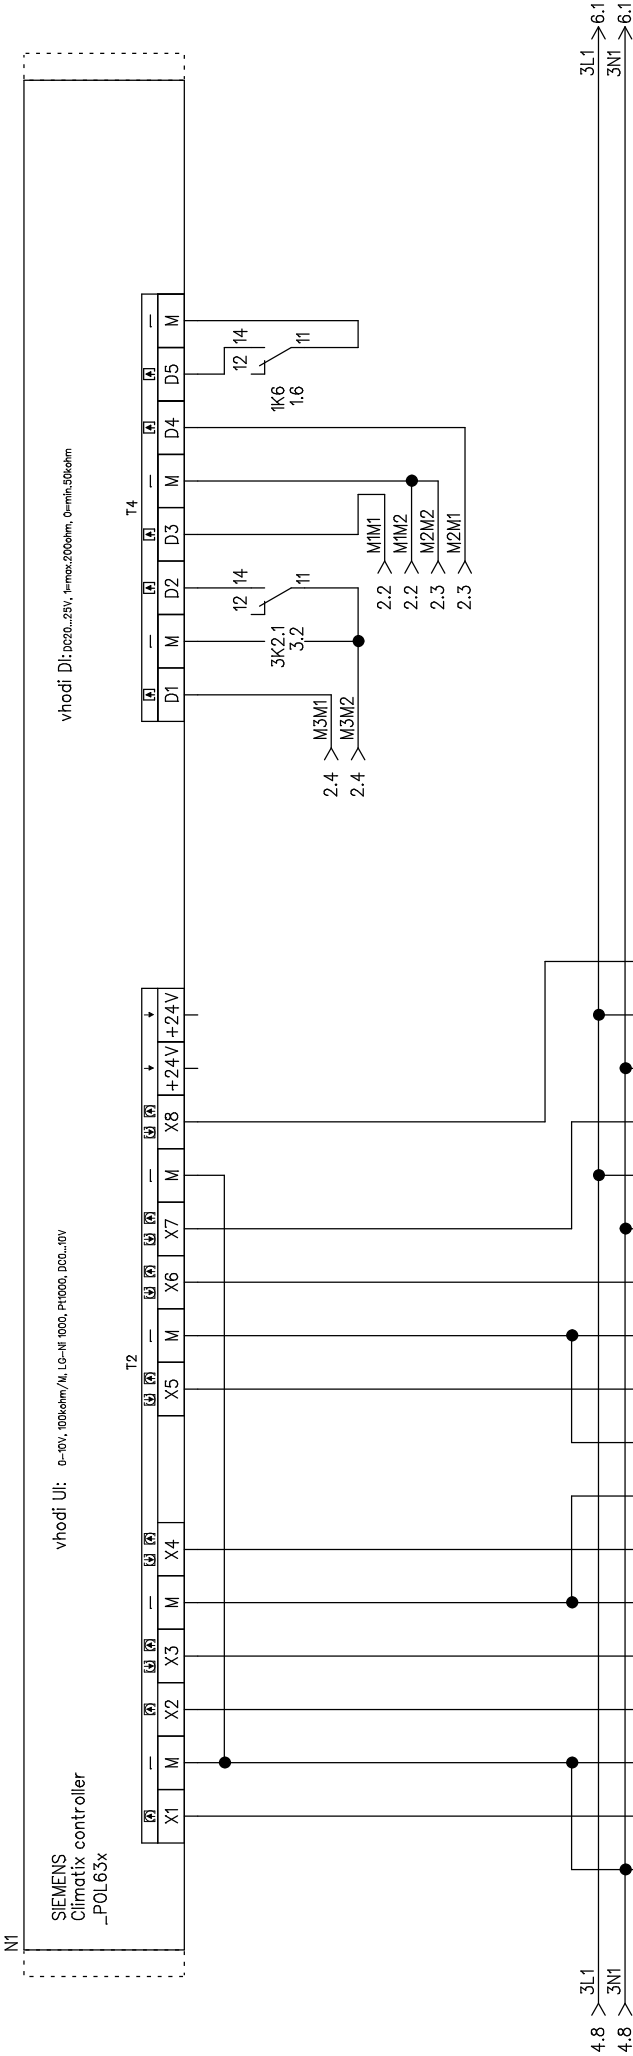 N1
SIEMENS
Climatix controller
_POL63x
vhodi UI: 0-10V, 100kohm/M, LG-Ni 1000, Pt1000, DC0...10V
vhodi DI: DC20...25V, 1=max.200ohm, 0=min.50kohm
T2
T4
X1 M X2 X3 M X4 X5 M X6 X7 M X8 +24V +24V
D1 M D2 D3 M D4 D5 M
12 14
11
3K2.1
3.2
12 14
11
1K6
1.6
2.4 M3M1
2.4 M3M2
2.2 M1M1
2.2 M1M2
2.3 M2M2
2.3 M2M1
4.8 3L1 3L1 6.1
4.8 3N1 3N1 6.1